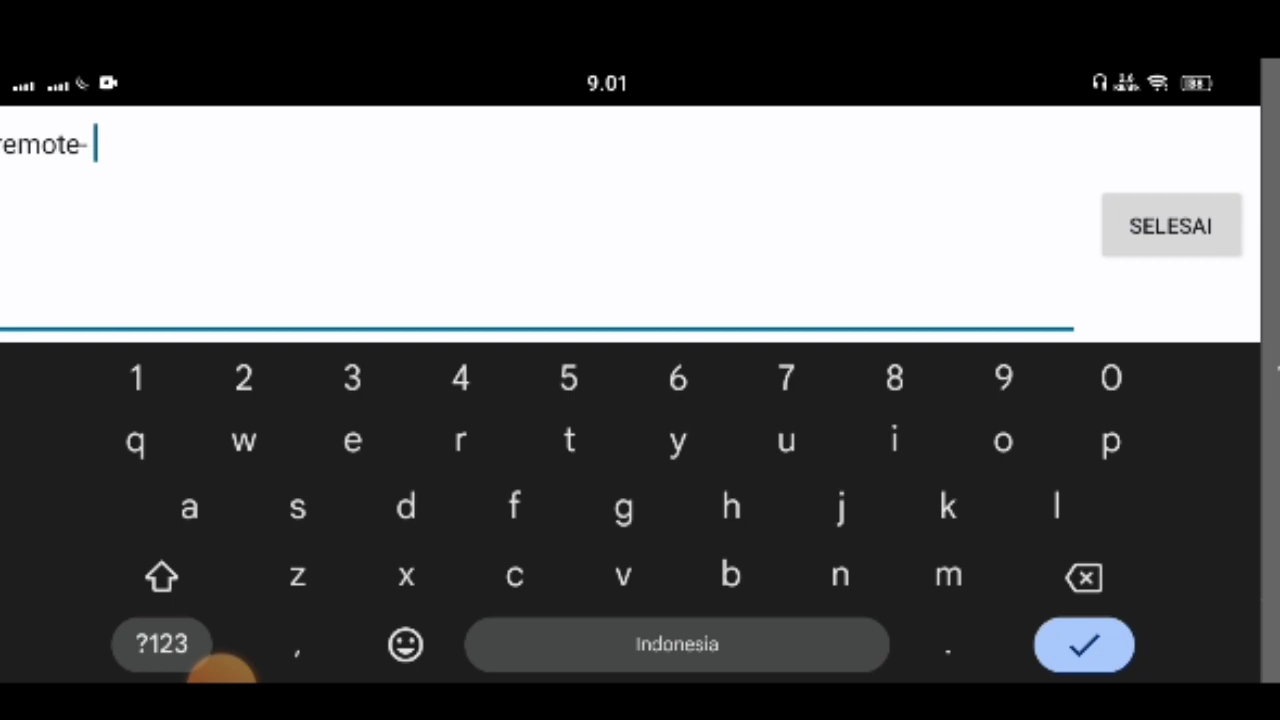 9.01
remote-
SELESAI
1 2 3 4 5 6 7 8 9 0
q w e r t y u i o p
a s d f g h j k l
z x c v b n m
?123 , Indonesia .